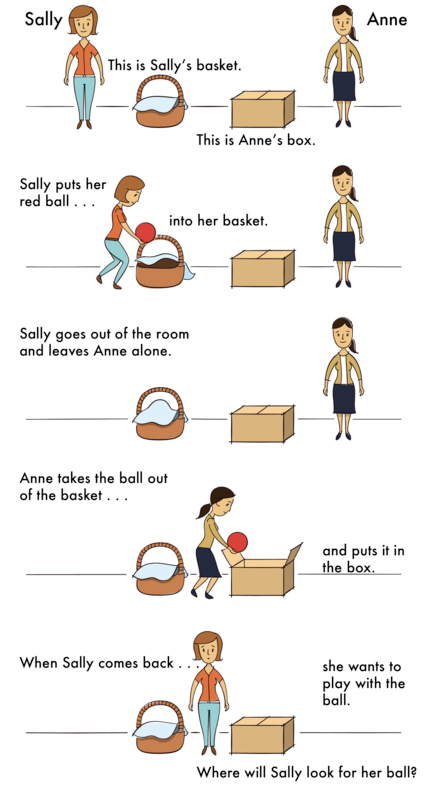 Sally
Anne
This is Sally's basket.
This is Anne's box.
Sally puts her
red ball . . .
into her basket.
Sally goes out of the room
and leaves Anne alone.
Anne takes the ball out
of the basket . . .
and puts it in
the box.
When Sally comes back . . .
she wants to
play with the
ball.
Where will Sally look for her ball?